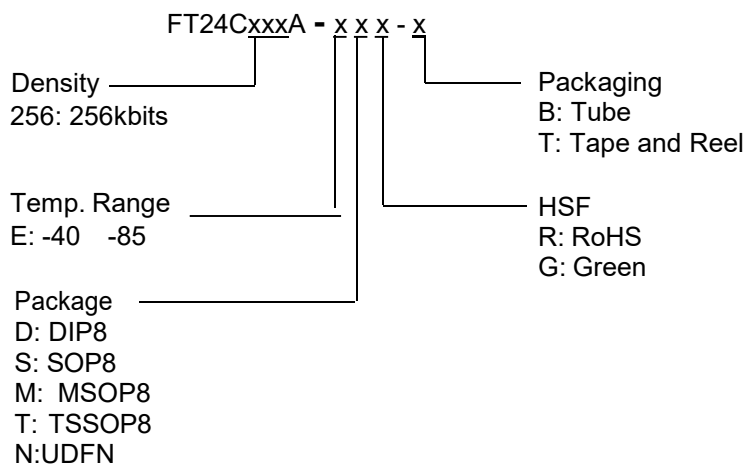 FT24CxxxA - x x x - x
Density
256: 256kbits
Temp. Range
E: -40 -85
Package
D: DIP8
S: SOP8
M: MSOP8
T: TSSOP8
N:UDFN
Packaging
B: Tube
T: Tape and Reel
HSF
R: RoHS
G: Green